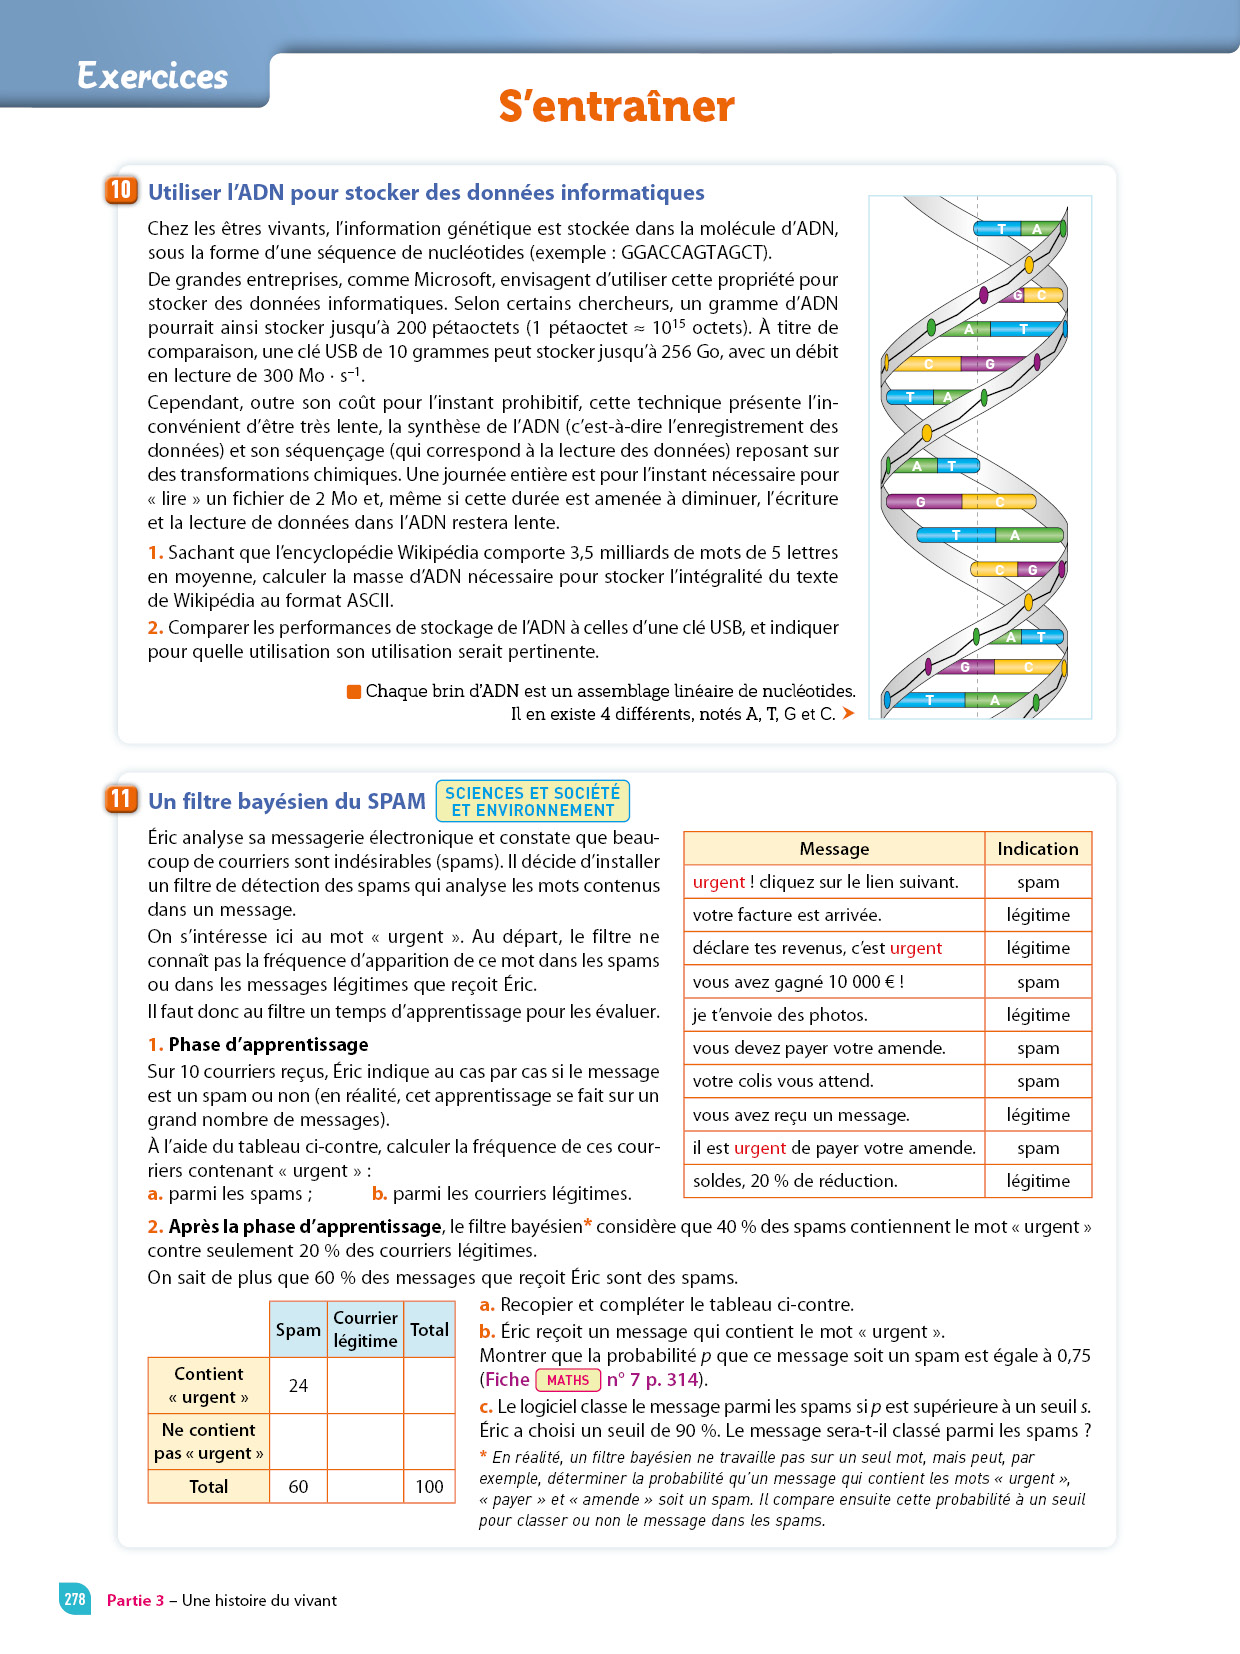 Exercices
S'entraîner
10 Utiliser l'ADN pour stocker des données informatiques
Chez les êtres vivants, l'information génétique est stockée dans la molécule d'ADN,
sous la forme d'une séquence de nucléotides (exemple : GGACCAGTAGCT).
De grandes entreprises, comme Microsoft, envisagent d'utiliser cette propriété pour
stocker des données informatiques. Selon certains chercheurs, un gramme d'ADN
pourrait ainsi stocker jusqu'à 200 pétaoctets (1 pétaoctet ≈ 10¹⁵ octets). À titre de
comparaison, une clé USB de 10 grammes peut stocker jusqu'à 256 Go, avec un débit
en lecture de 300 Mo · s⁻¹.
Cependant, outre son coût pour l'instant prohibitif, cette technique présente l'in-
convénient d'être très lente, la synthèse de l'ADN (c'est-à-dire l'enregistrement des
données) et son séquençage (qui correspond à la lecture des données) reposant sur
des transformations chimiques. Une journée entière est pour l'instant nécessaire pour
« lire » un fichier de 2 Mo et, même si cette durée est amenée à diminuer, l'écriture
et la lecture de données dans l'ADN restera lente.
1. Sachant que l'encyclopédie Wikipédia comporte 3,5 milliards de mots de 5 lettres
en moyenne, calculer la masse d'ADN nécessaire pour stocker l'intégralité du texte
de Wikipédia au format ASCII.
2. Comparer les performances de stockage de l'ADN à celles d'une clé USB, et indiquer
pour quelle utilisation son utilisation serait pertinente.
Chaque brin d'ADN est un assemblage linéaire de nucléotides.
Il en existe 4 différents, notés A, T, G et C.
T A
G C
A T
C G
T A
A T
G C
T A
C G
A T
G C
T A
11 Un filtre bayésien du SPAM
SCIENCES ET SOCIÉTÉ
ET ENVIRONNEMENT
Éric analyse sa messagerie électronique et constate que beau-
coup de courriers sont indésirables (spams). Il décide d'installer
un filtre de détection des spams qui analyse les mots contenus
dans un message.
On s'intéresse ici au mot « urgent ». Au départ, le filtre ne
connaît pas la fréquence d'apparition de ce mot dans les spams
ou dans les messages légitimes que reçoit Éric.
Il faut donc au filtre un temps d'apprentissage pour les évaluer.
1. Phase d'apprentissage
Sur 10 courriers reçus, Éric indique au cas par cas si le message
est un spam ou non (en réalité, cet apprentissage se fait sur un
grand nombre de messages).
À l'aide du tableau ci-contre, calculer la fréquence de ces cour-
riers contenant « urgent » :
a. parmi les spams ; b. parmi les courriers légitimes.
Message Indication
urgent ! cliquez sur le lien suivant. spam
votre facture est arrivée. légitime
déclare tes revenus, c'est urgent légitime
vous avez gagné 10 000 € ! spam
je t'envoie des photos. légitime
vous devez payer votre amende. spam
votre colis vous attend. spam
vous avez reçu un message. légitime
il est urgent de payer votre amende. spam
soldes, 20 % de réduction. légitime
2. Après la phase d'apprentissage, le filtre bayésien* considère que 40 % des spams contiennent le mot « urgent »
contre seulement 20 % des courriers légitimes.
On sait de plus que 60 % des messages que reçoit Éric sont des spams.
Spam Courrier légitime Total
Contient « urgent » 24
Ne contient pas « urgent »
Total 60 100
a. Recopier et compléter le tableau ci-contre.
b. Éric reçoit un message qui contient le mot « urgent ».
Montrer que la probabilité p que ce message soit un spam est égale à 0,75
(Fiche MATHS n° 7 p. 314).
c. Le logiciel classe le message parmi les spams si p est supérieure à un seuil s.
Éric a choisi un seuil de 90 %. Le message sera-t-il classé parmi les spams ?
* En réalité, un filtre bayésien ne travaille pas sur un seul mot, mais peut, par
exemple, déterminer la probabilité qu'un message qui contient les mots « urgent »,
« payer » et « amende » soit un spam. Il compare ensuite cette probabilité à un seuil
pour classer ou non le message dans les spams.
278 Partie 3 – Une histoire du vivant